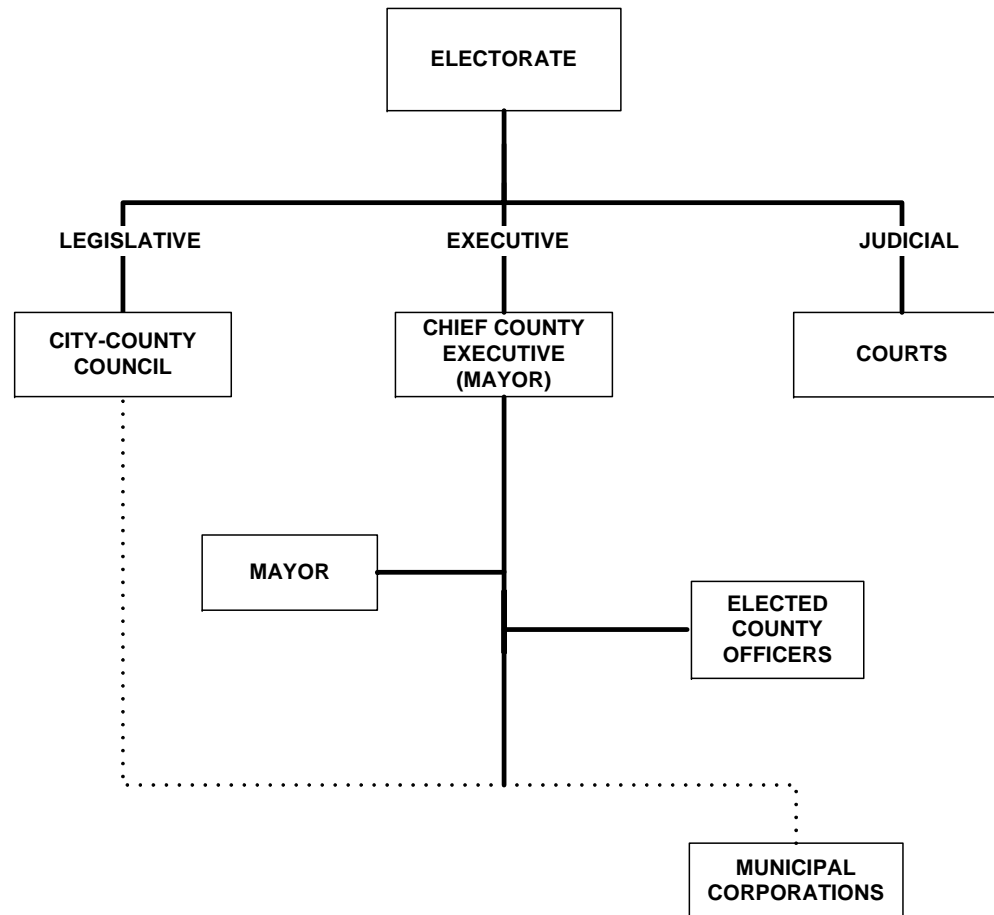 ELECTORATE
LEGISLATIVE
EXECUTIVE
JUDICIAL
CITY-COUNTY
COUNCIL
CHIEF COUNTY
EXECUTIVE
(MAYOR)
COURTS
MAYOR
ELECTED
COUNTY
OFFICERS
MUNICIPAL
CORPORATIONS